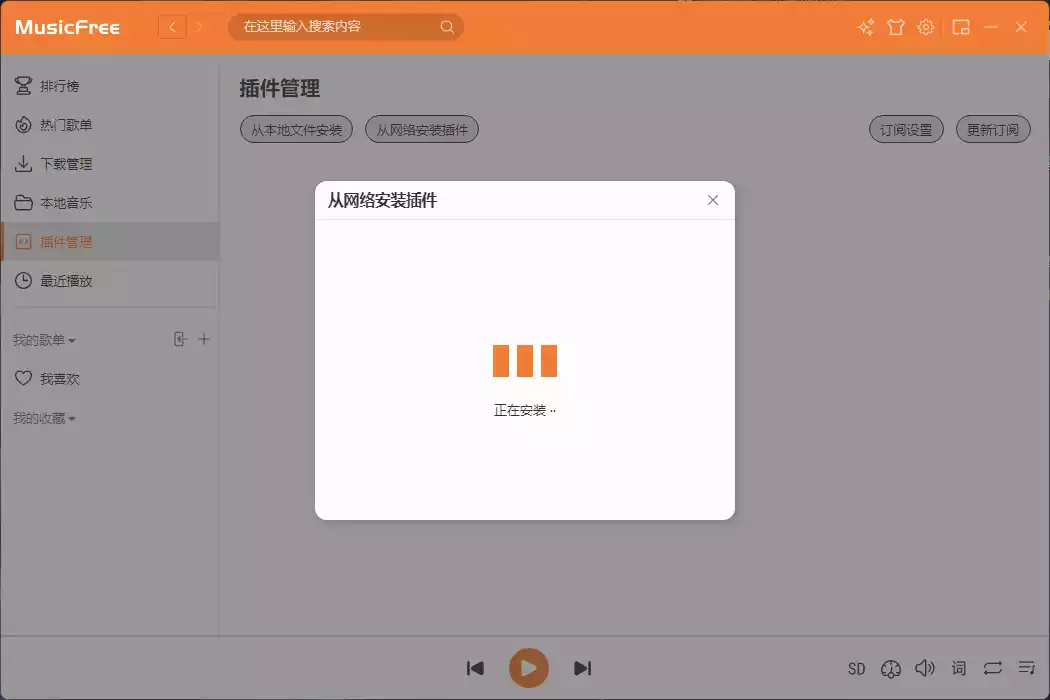 MusicFree
在这里输入搜索内容
排行榜
热门歌单
下载管理
本地音乐
插件管理
最近播放
我的歌单
我喜欢
我的收藏
插件管理
从本地文件安装
从网络安装插件
订阅设置
更新订阅
从网络安装插件
正在安装 ··
SD
词